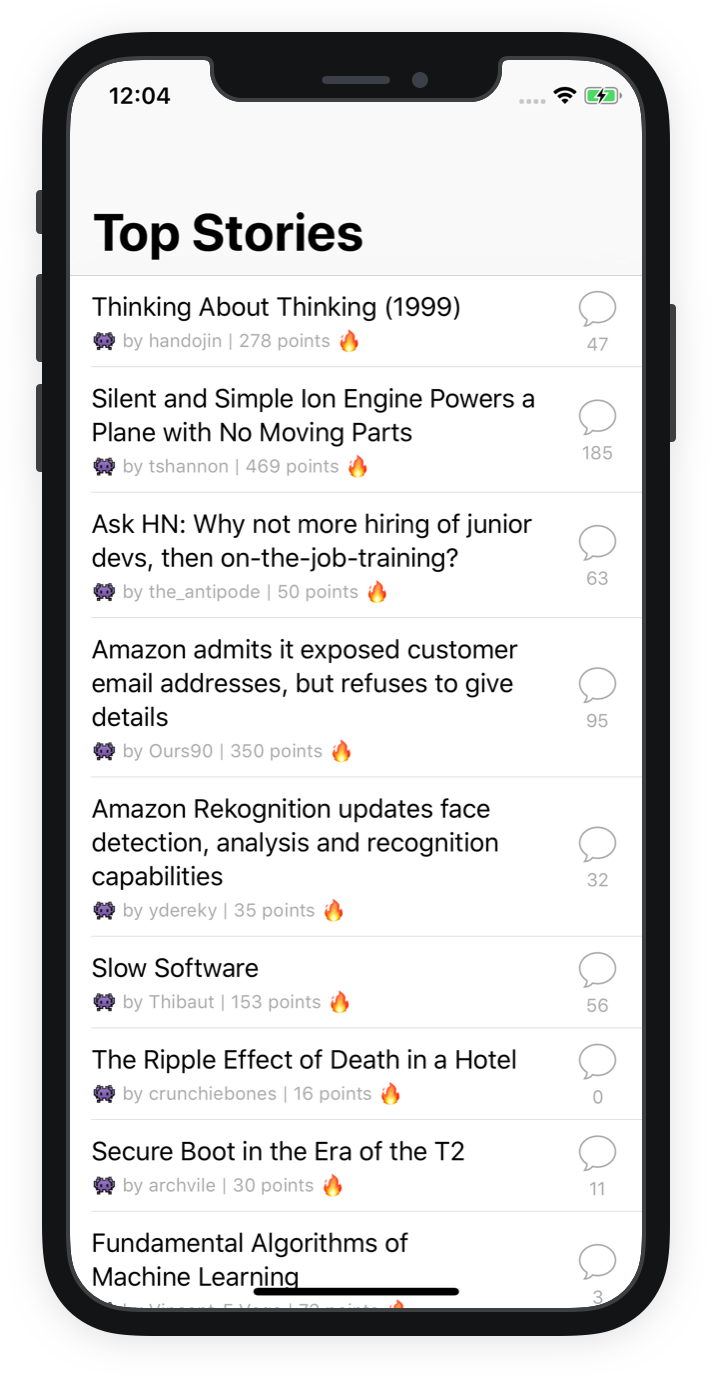 12:04
Top Stories
Thinking About Thinking (1999)
👾 by handojin | 278 points 🔥
47
Silent and Simple Ion Engine Powers a
Plane with No Moving Parts
👾 by tshannon | 469 points 🔥
185
Ask HN: Why not more hiring of junior
devs, then on-the-job-training?
👾 by the_antipode | 50 points 🔥
63
Amazon admits it exposed customer
email addresses, but refuses to give
details
👾 by Ours90 | 350 points 🔥
95
Amazon Rekognition updates face
detection, analysis and recognition
capabilities
👾 by ydereky | 35 points 🔥
32
Slow Software
👾 by Thibaut | 153 points 🔥
56
The Ripple Effect of Death in a Hotel
👾 by crunchiebones | 16 points 🔥
0
Secure Boot in the Era of the T2
👾 by archvile | 30 points 🔥
11
Fundamental Algorithms of
Machine Learning
3